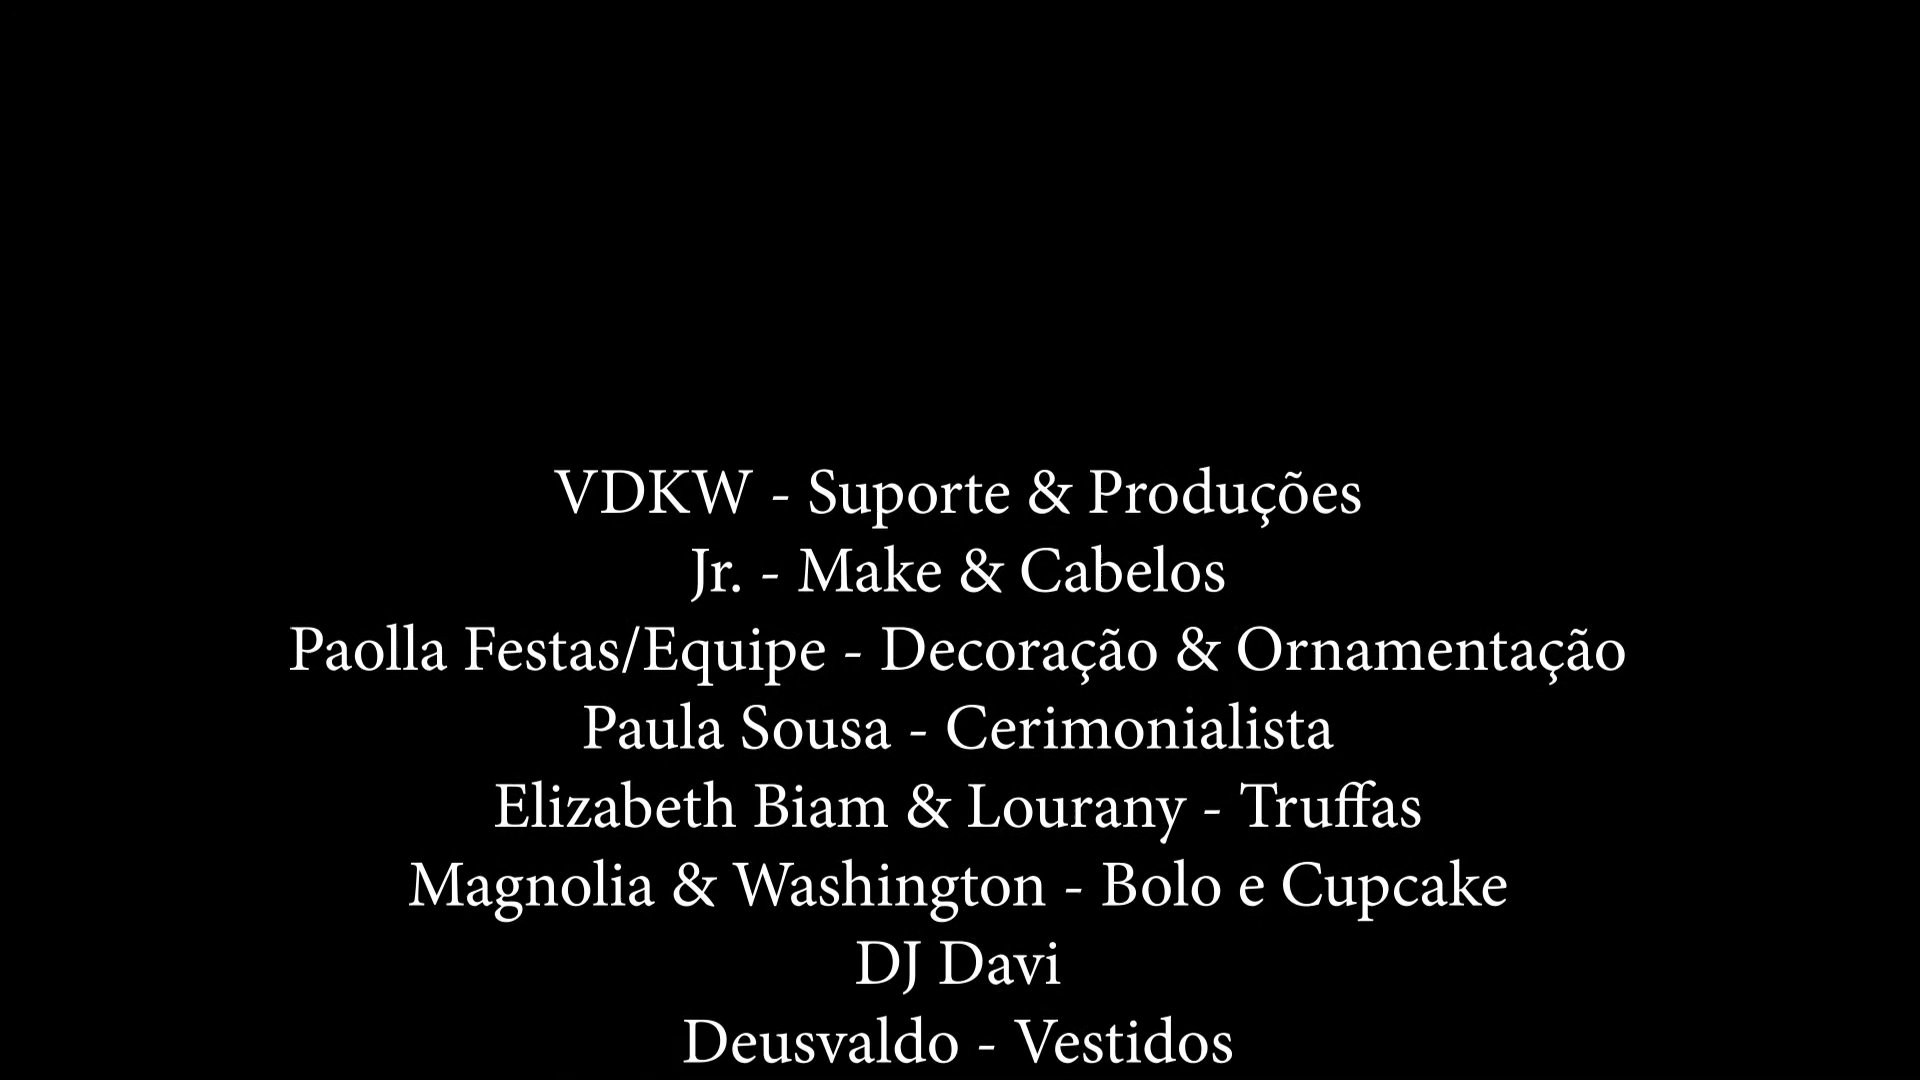 VDKW - Suporte & Produções
Jr. - Make & Cabelos
Paolla Festas/Equipe - Decoração & Ornamentação
Paula Sousa - Cerimonialista
Elizabeth Biam & Lourany - Truffas
Magnolia & Washington - Bolo e Cupcake
DJ Davi
Deusvaldo - Vestidos